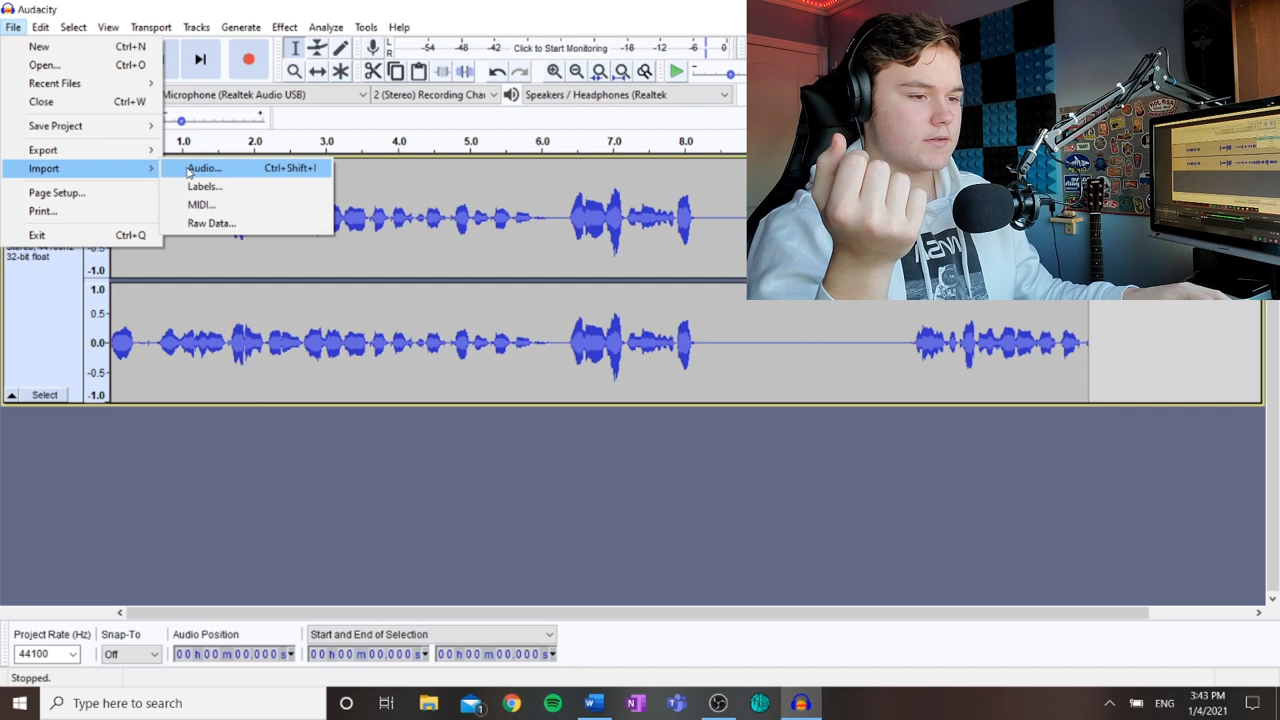 Audacity
File Edit Select View Transport Tracks Generate Effect Analyze Tools Help
New Ctrl+N
Open... Ctrl+O
Recent Files
Close Ctrl+W
Save Project
Export
Import
Page Setup...
Print...
Exit Ctrl+Q
Audio... Ctrl+Shift+I
Labels...
MIDI...
Raw Data...
L
R
-54 -48 -42 Click to Start Monitoring -18 -12 -6 0
Microphone (Realtek Audio USB) 2 (Stereo) Recording Chai Speakers / Headphones (Realtek
- +
1.0 2.0 3.0 4.0 5.0 6.0 7.0 8.0
Stereo, 44100Hz
32-bit float
-0.5
-1.0
1.0
0.5
0.0-
-0.5
-1.0
Select
Project Rate (Hz) Snap-To Audio Position Start and End of Selection
44100 Off 00 h 00 m 00.000 s 00 h 00 m 00.000 s 00 h 00 m 00.000 s
Stopped.
Type here to search
1
ENG
3:43 PM
1/4/2021